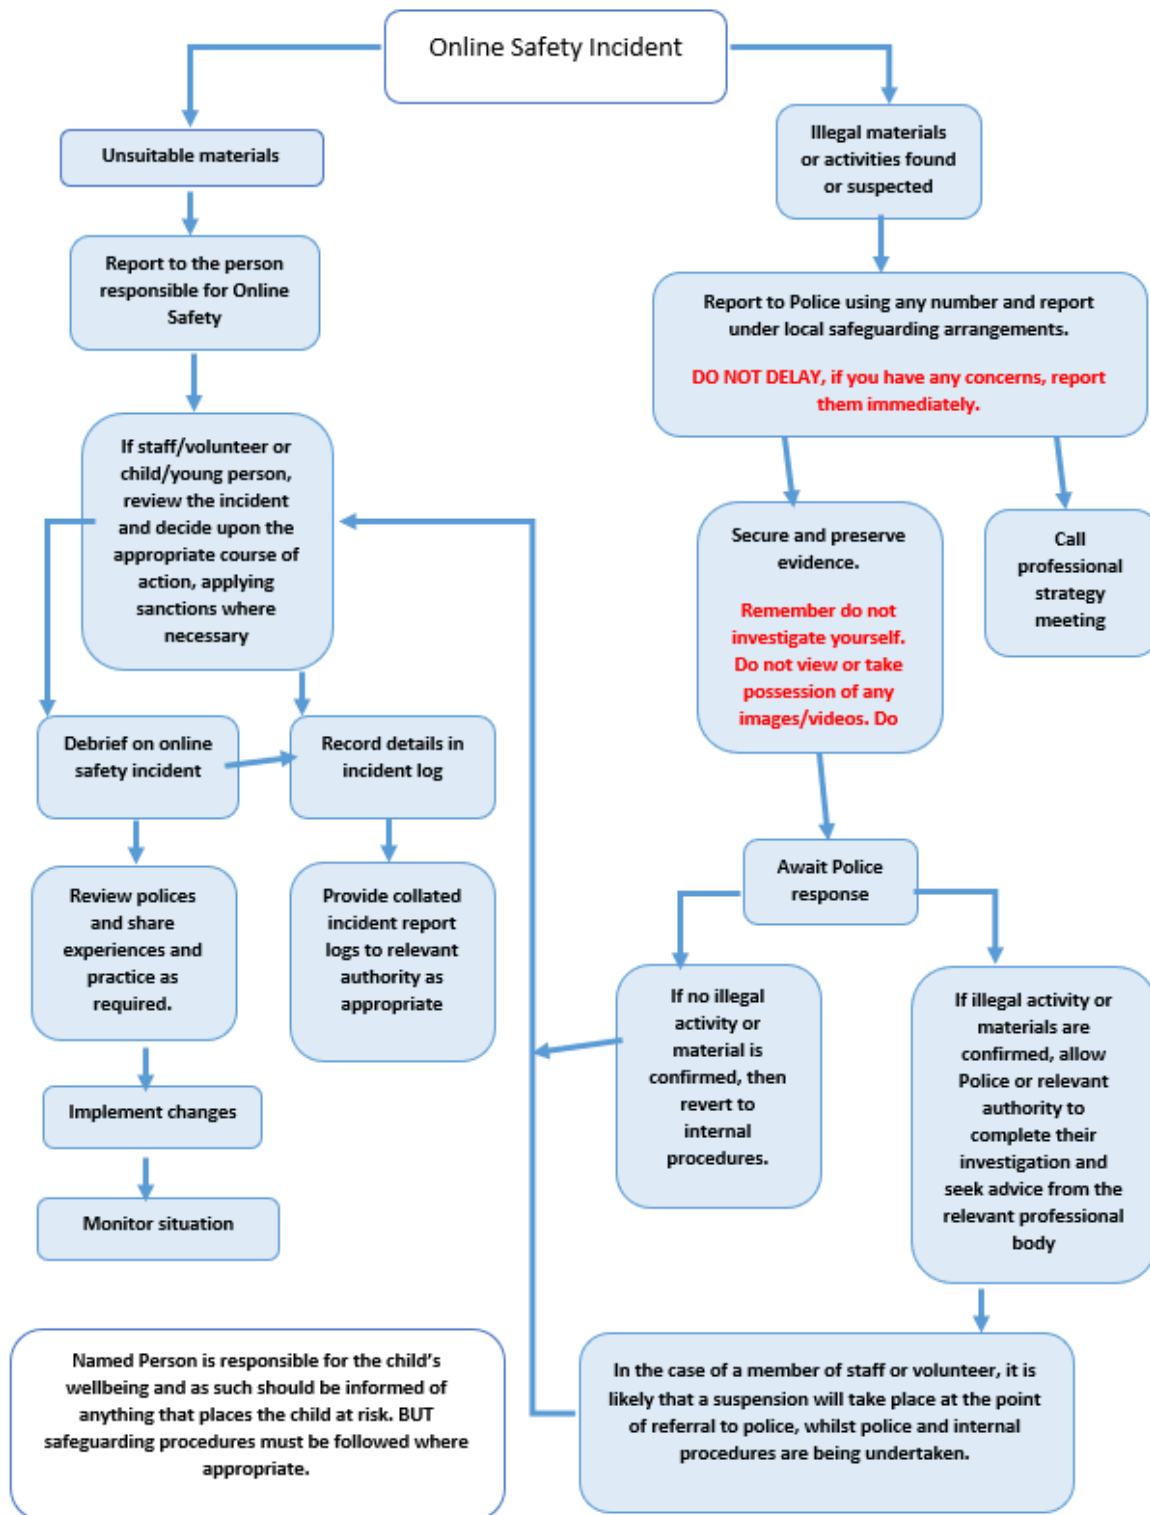 Online Safety Incident
Unsuitable materials
Illegal materials
or activities found
or suspected
Report to the person
responsible for Online
Safety
Report to Police using any number and report
under local safeguarding arrangements.
DO NOT DELAY, if you have any concerns, report
them immediately.
If staff/volunteer or
child/young person,
review the incident
and decide upon the
appropriate course of
action, applying
sanctions where
necessary
Secure and preserve
evidence.
Remember do not
investigate yourself.
Do not view or take
possession of any
images/videos. Do
Call
professional
strategy
meeting
Debrief on online
safety incident
Record details in
incident log
Await Police
response
Review polices
and share
experiences and
practice as
required.
Provide collated
incident report
logs to relevant
authority as
appropriate
If no illegal
activity or
material is
confirmed, then
revert to
internal
procedures.
If illegal activity or
materials are
confirmed, allow
Police or relevant
authority to
complete their
investigation and
seek advice from the
relevant professional
body
Implement changes
Monitor situation
Named Person is responsible for the child's
wellbeing and as such should be informed of
anything that places the child at risk. BUT
safeguarding procedures must be followed where
appropriate.
In the case of a member of staff or volunteer, it is
likely that a suspension will take place at the point
of referral to police, whilst police and internal
procedures are being undertaken.